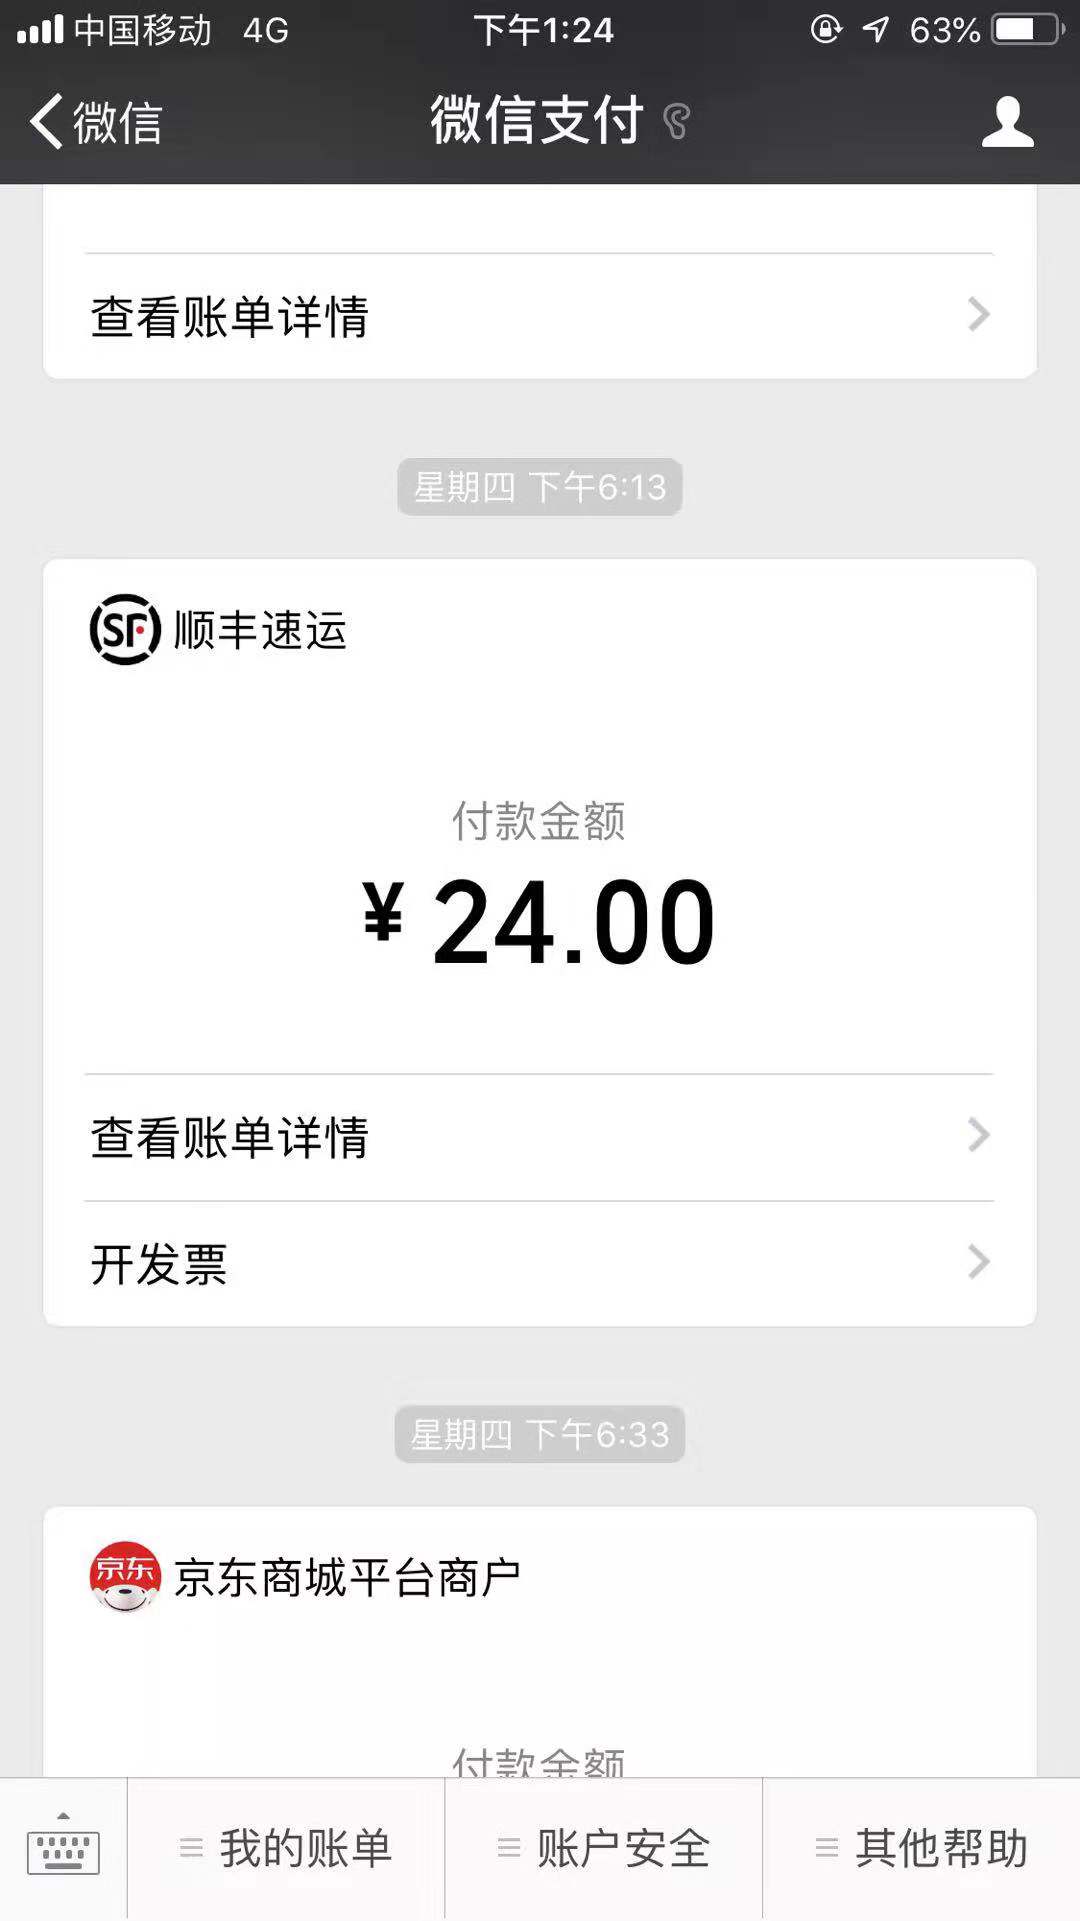 中国移动 4G 下午1:24 63%
微信 微信支付
查看账单详情
星期四 下午6:13
SF 顺丰速运
付款金额
¥ 24.00
查看账单详情
开发票
星期四 下午6:33
京东 京东商城平台商户
付款金额
我的账单 账户安全 其他帮助